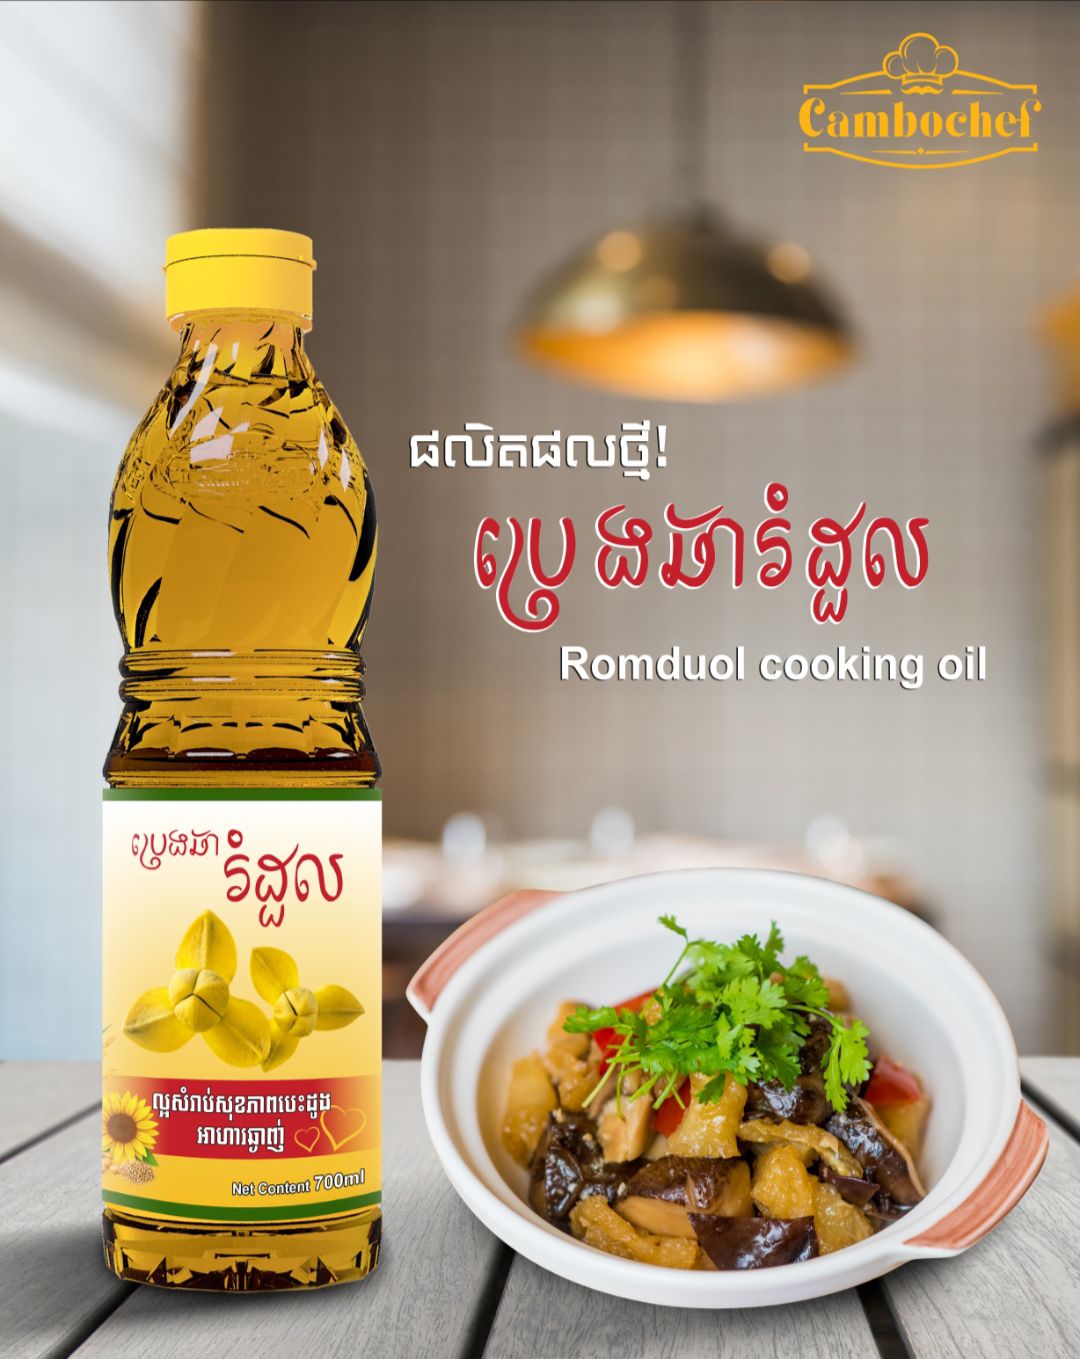 Cambochef
ផលិតផលថ្មី!
ប្រេងឆារំដួល
Romduol cooking oil
ប្រេងឆា
រំដួល
ល្អសំរាប់សុខភាពបេះដូង
អាហារឆ្ងាញ់
Net Content 700ml